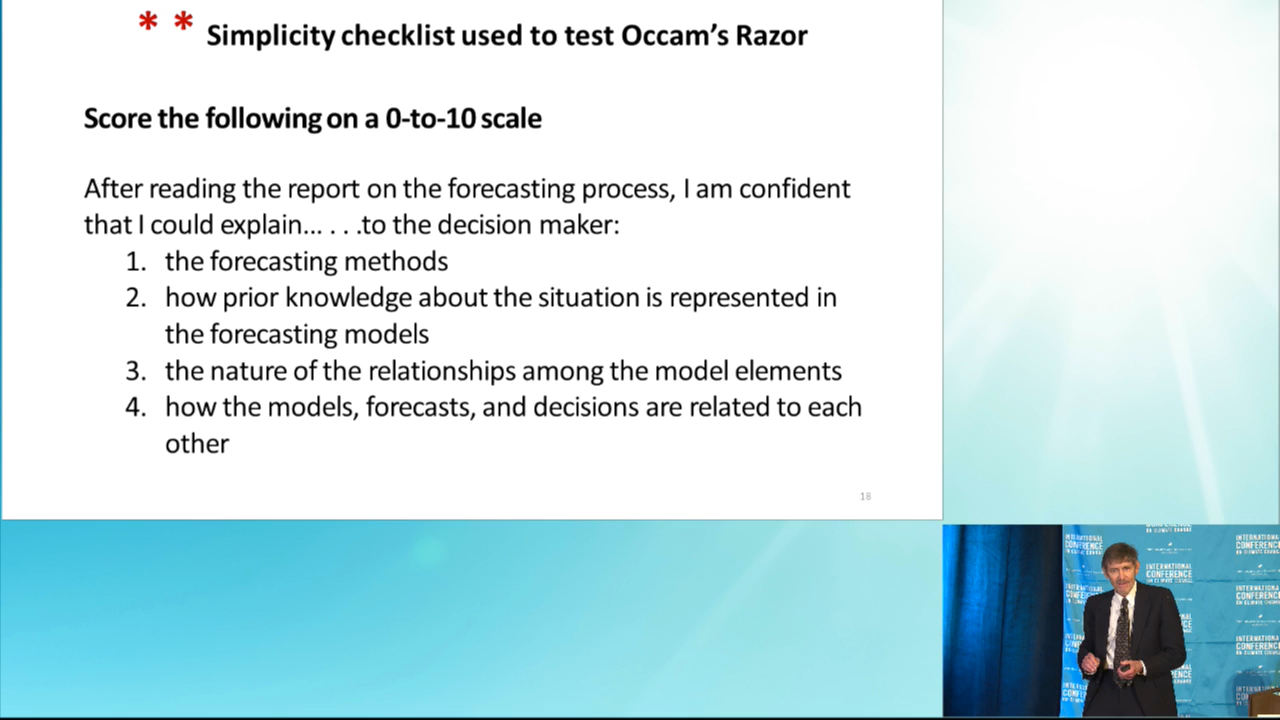 * * Simplicity checklist used to test Occam's Razor
Score the following on a 0-to-10 scale
After reading the report on the forecasting process, I am confident
that I could explain... . . .to the decision maker:
1. the forecasting methods
2. how prior knowledge about the situation is represented in
the forecasting models
3. the nature of the relationships among the model elements
4. how the models, forecasts, and decisions are related to each
other
18
INTERNATIONAL
CONFERENCE
ON CLIMATE CHANGE